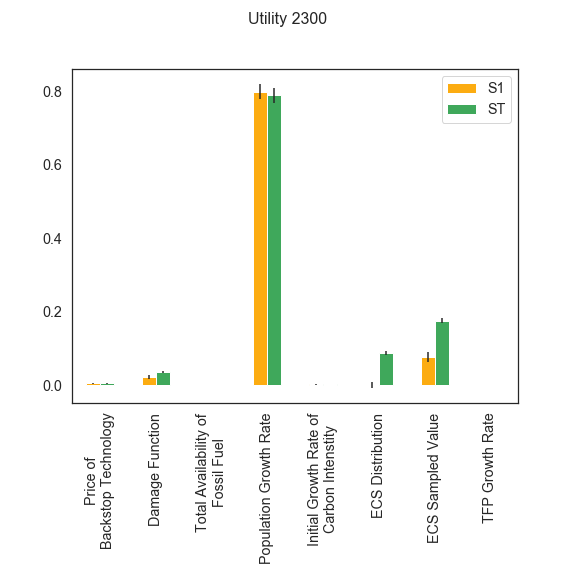 Utility 2300
S1
ST
0.8
0.6
0.4
0.2
0.0
Price of
Backstop Technology
Damage Function
Total Availability of
Fossil Fuel
Population Growth Rate
Initial Growth Rate of
Carbon Intenstity
ECS Distribution
ECS Sampled Value
TFP Growth Rate